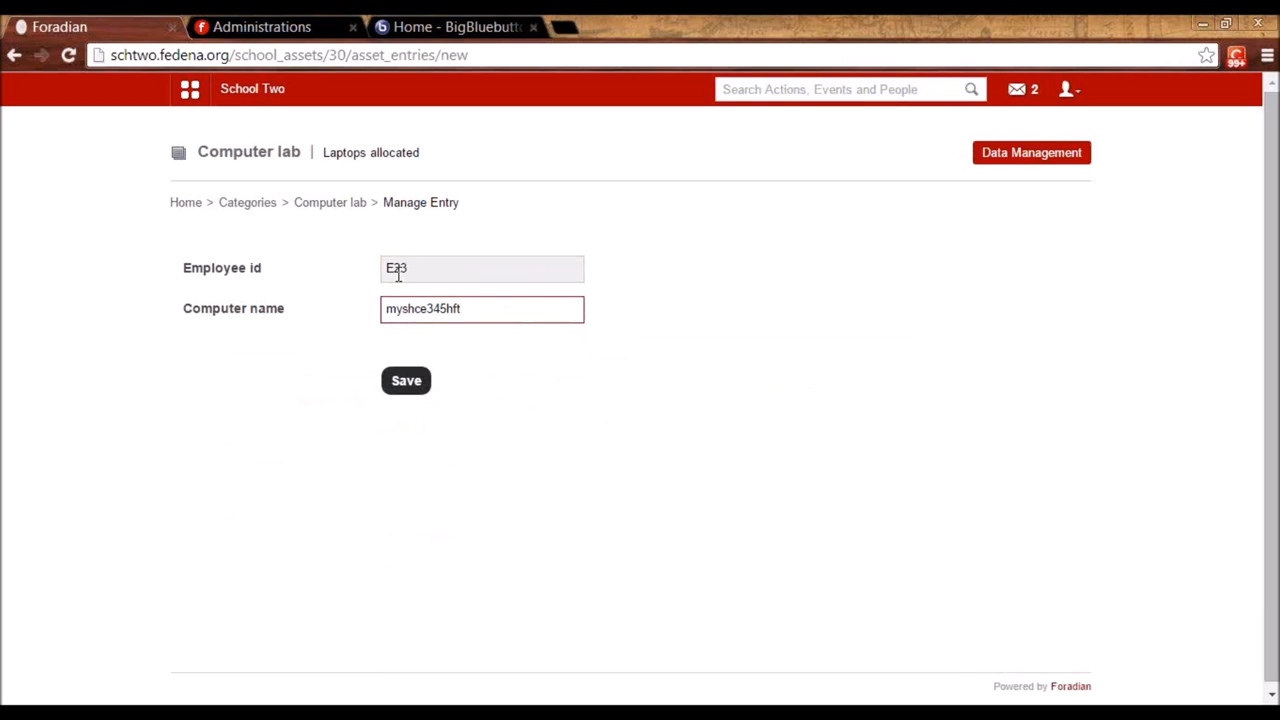 Foradian
Administrations
Home - BigBluebutt
schtwo.fedena.org/school_assets/30/asset_entries/new
99+
School Two
Search Actions, Events and People
2
Computer lab | Laptops allocated
Data Management
Home > Categories > Computer lab > Manage Entry
Employee id
E23
Computer name
myshce345hft
Save
Powered by Foradian